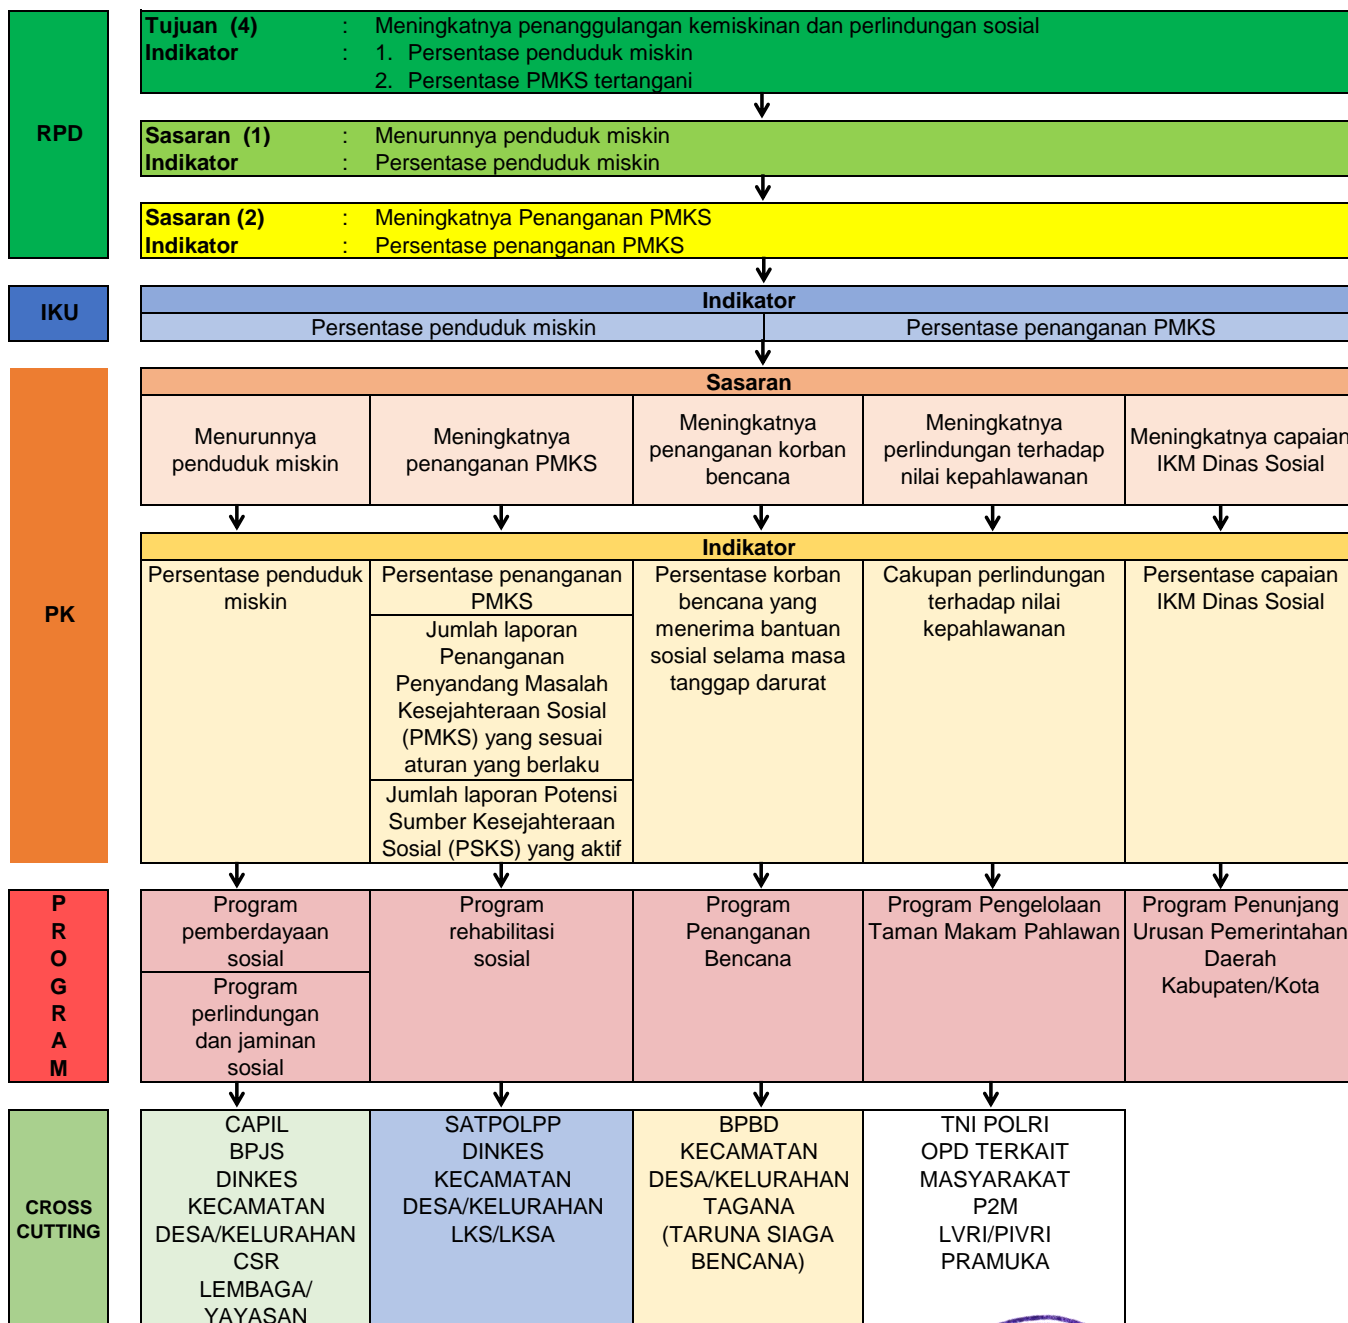 RPD
Tujuan (4) : Meningkatnya penanggulangan kemiskinan dan perlindungan sosial
Indikator : 1. Persentase penduduk miskin
2. Persentase PMKS tertangani
Sasaran (1) : Menurunnya penduduk miskin
Indikator : Persentase penduduk miskin
Sasaran (2) : Meningkatnya Penanganan PMKS
Indikator : Persentase penanganan PMKS
IKU
Indikator
Persentase penduduk miskin
Persentase penanganan PMKS
PK
Sasaran
Menurunnya
penduduk miskin
Meningkatnya
penanganan PMKS
Meningkatnya
penanganan korban
bencana
Meningkatnya
perlindungan terhadap
nilai kepahlawanan
Meningkatnya capaian
IKM Dinas Sosial
Indikator
Persentase penduduk
miskin
Persentase penanganan
PMKS
Jumlah laporan
Penanganan
Penyandang Masalah
Kesejahteraan Sosial
(PMKS) yang sesuai
aturan yang berlaku
Jumlah laporan Potensi
Sumber Kesejahteraan
Sosial (PSKS) yang aktif
Persentase korban
bencana yang
menerima bantuan
sosial selama masa
tanggap darurat
Cakupan perlindungan
terhadap nilai
kepahlawanan
Persentase capaian
IKM Dinas Sosial
P
R
O
G
R
A
M
Program
pemberdayaan
sosial
Program
perlindungan
dan jaminan
sosial
Program
rehabilitasi
sosial
Program
Penanganan
Bencana
Program Pengelolaan
Taman Makam Pahlawan
Program Penunjang
Urusan Pemerintahan
Daerah
Kabupaten/Kota
CROSS
CUTTING
CAPIL
BPJS
DINKES
KECAMATAN
DESA/KELURAHAN
CSR
LEMBAGA/
YAYASAN
SATPOLPP
DINKES
KECAMATAN
DESA/KELURAHAN
LKS/LKSA
BPBD
KECAMATAN
DESA/KELURAHAN
TAGANA
(TARUNA SIAGA
BENCANA)
TNI POLRI
OPD TERKAIT
MASYARAKAT
P2M
LVRI/PIVRI
PRAMUKA